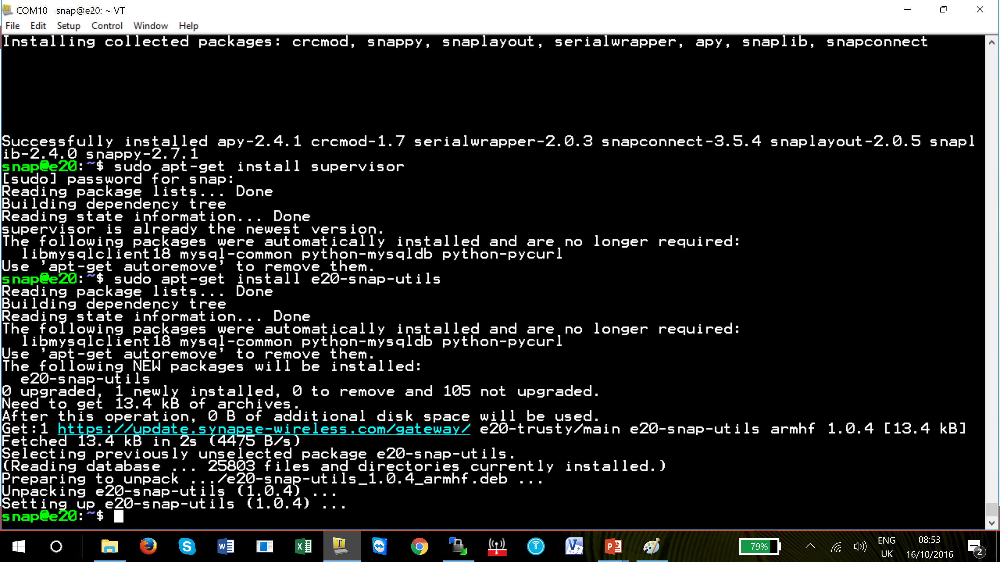 COM10 - snap@e20: ~ VT
File Edit Setup Control Window Help
Installing collected packages: crcmod, snappy, snaplayout, serialwrapper, apy, snaplib, snapconnect
Successfully installed apy-2.4.1 crcmod-1.7 serialwrapper-2.0.3 snapconnect-3.5.4 snaplayout-2.0.5 snapl
ib-2.4.0 snappy-2.7.1
snap@e20:~$ sudo apt-get install supervisor
[sudo] password for snap:
Reading package lists... Done
Building dependency tree
Reading state information... Done
supervisor is already the newest version.
The following packages were automatically installed and are no longer required:
  libmysqlclient18 mysql-common python-mysqldb python-pycurl
Use 'apt-get autoremove' to remove them.
snap@e20:~$ sudo apt-get install e20-snap-utils
Reading package lists... Done
Building dependency tree
Reading state information... Done
The following packages were automatically installed and are no longer required:
  libmysqlclient18 mysql-common python-mysqldb python-pycurl
Use 'apt-get autoremove' to remove them.
The following NEW packages will be installed:
  e20-snap-utils
0 upgraded, 1 newly installed, 0 to remove and 105 not upgraded.
Need to get 13.4 kB of archives.
After this operation, 0 B of additional disk space will be used.
Get:1 https://update.synapse-wireless.com/gateway/ e20-trusty/main e20-snap-utils armhf 1.0.4 [13.4 kB]
Fetched 13.4 kB in 2s (4475 B/s)
Selecting previously unselected package e20-snap-utils.
(Reading database ... 25803 files and directories currently installed.)
Preparing to unpack .../e20-snap-utils_1.0.4_armhf.deb ...
Unpacking e20-snap-utils (1.0.4) ...
Setting up e20-snap-utils (1.0.4) ...
snap@e20:~$
79%
ENG
UK
08:53
16/10/2016
2